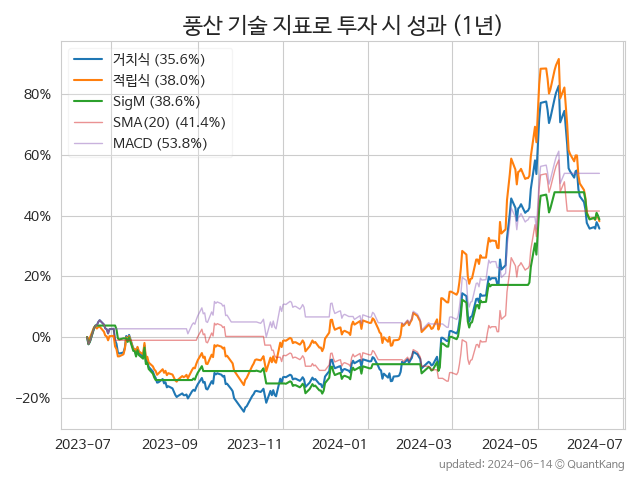 풍산 기술 지표로 투자 시 성과 (1년)
거치식 (35.6%)
적립식 (38.0%)
SigM (38.6%)
SMA(20) (41.4%)
MACD (53.8%)
80%
60%
40%
20%
0%
−20%
2023-07 2023-09 2023-11 2024-01 2024-03 2024-05 2024-07
updated: 2024-06-14 © QuantKang